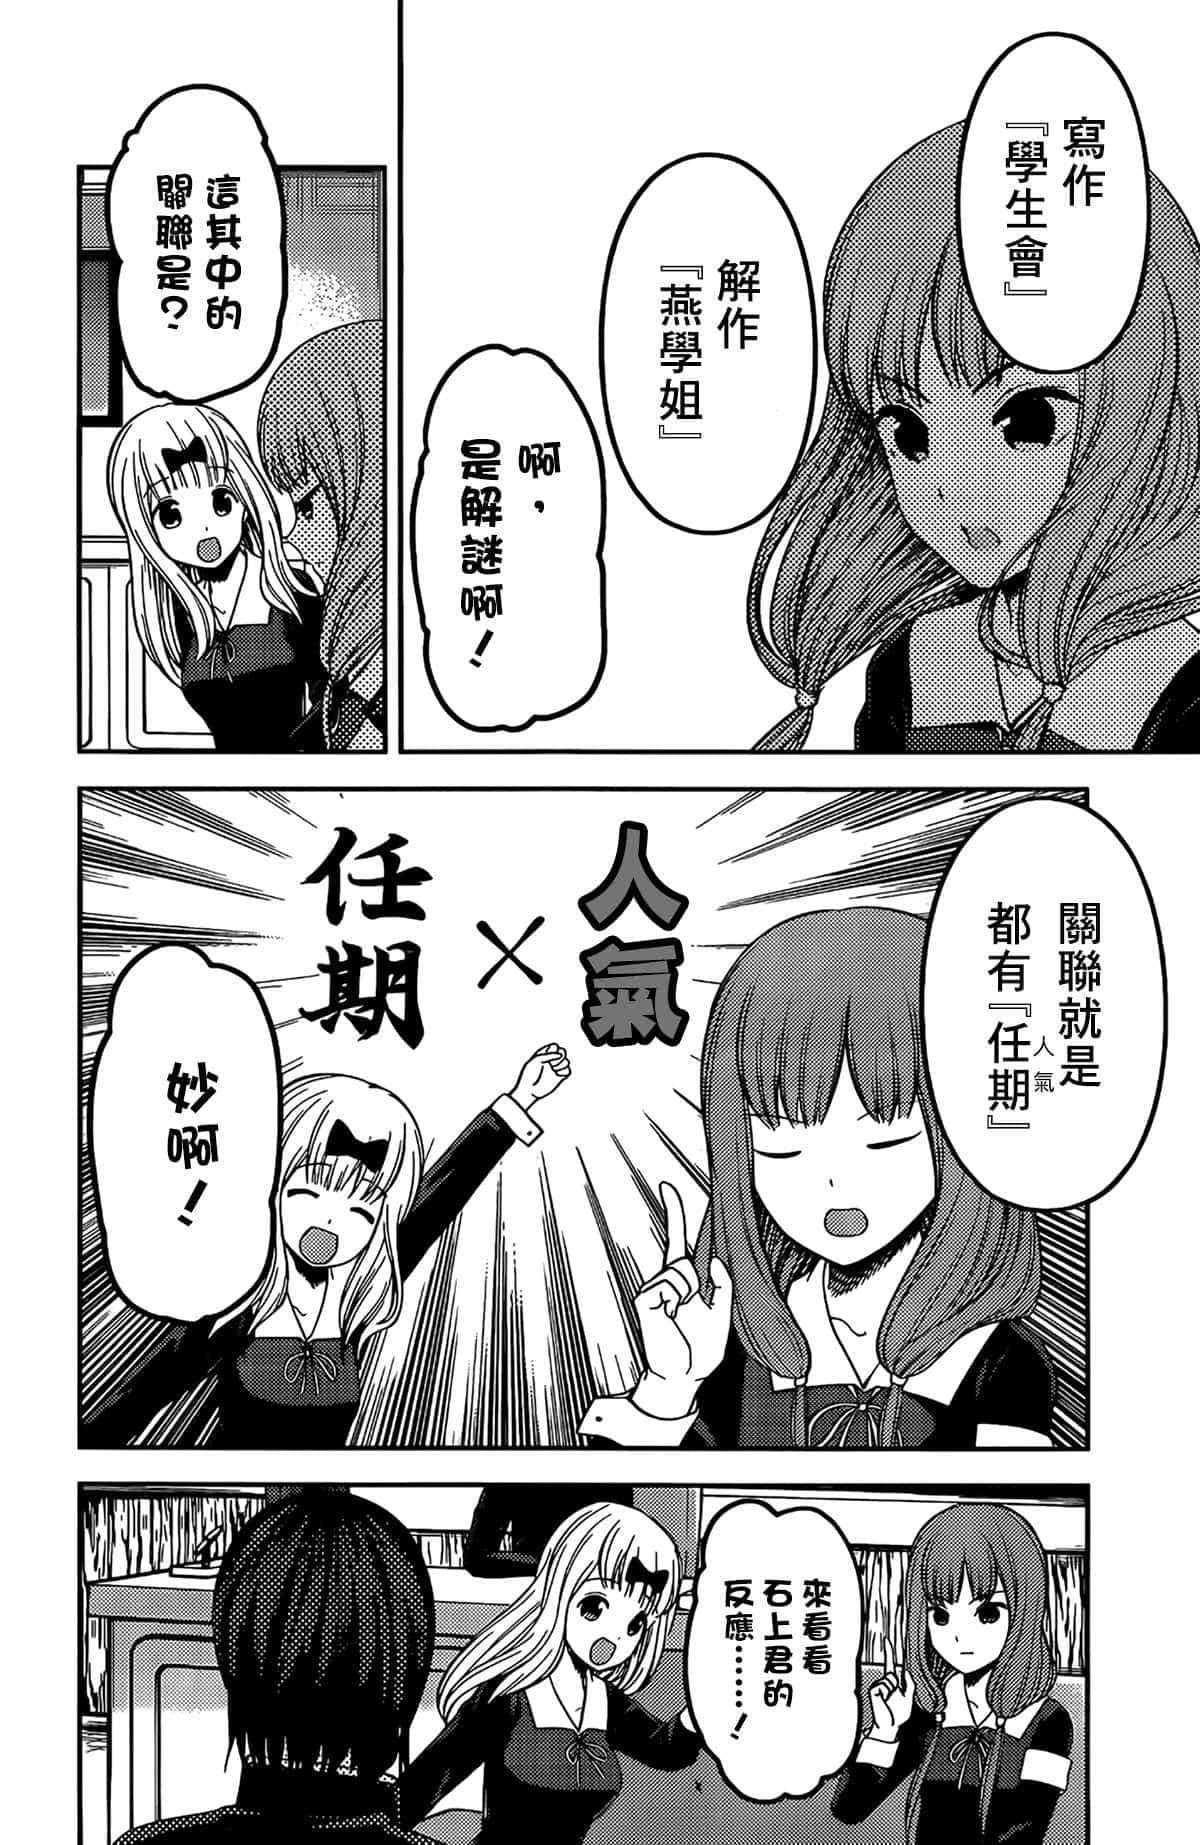 寫作
『學生會』
解作
『燕學姐』
啊，
是解謎啊！
這其中的
關聯是？
關聯就是
都有『任期』
人氣
人氣
×
任期
妙啊！
來看看
石上君的
反應……！